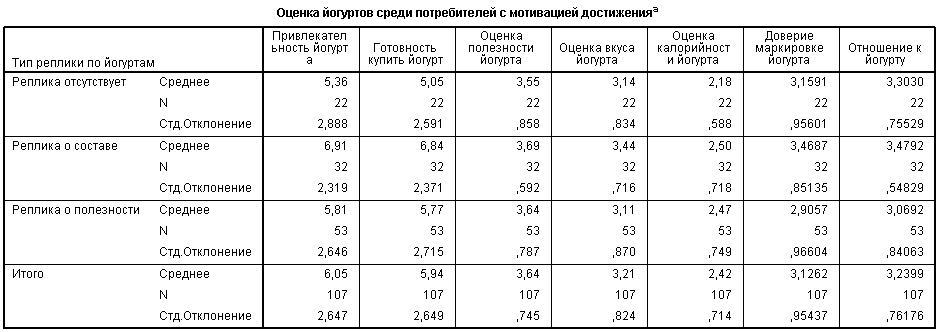 Оценка йогуртов среди потребителей с мотивацией достижения a
Тип реплики по йогуртам Привлекательность йогурта Готовность купить йогурт Оценка полезности йогурта Оценка вкуса йогурта Оценка калорийности йогурта Доверие маркировке йогурта Отношение к йогурту
Реплика отсутствует Среднее 5,36 5,05 3,55 3,14 2,18 3,1591 3,3030
N 22 22 22 22 22 22 22
Стд.Отклонение 2,888 2,591 ,858 ,834 ,588 ,95601 ,75529
Реплика о составе Среднее 6,91 6,84 3,69 3,44 2,50 3,4687 3,4792
N 32 32 32 32 32 32 32
Стд.Отклонение 2,319 2,371 ,592 ,716 ,718 ,85135 ,54829
Реплика о полезности Среднее 5,81 5,77 3,64 3,11 2,47 2,9057 3,0692
N 53 53 53 53 53 53 53
Стд.Отклонение 2,646 2,715 ,787 ,870 ,749 ,96604 ,84063
Итого Среднее 6,05 5,94 3,64 3,21 2,42 3,1262 3,2399
N 107 107 107 107 107 107 107
Стд.Отклонение 2,647 2,649 ,745 ,824 ,714 ,95437 ,76176